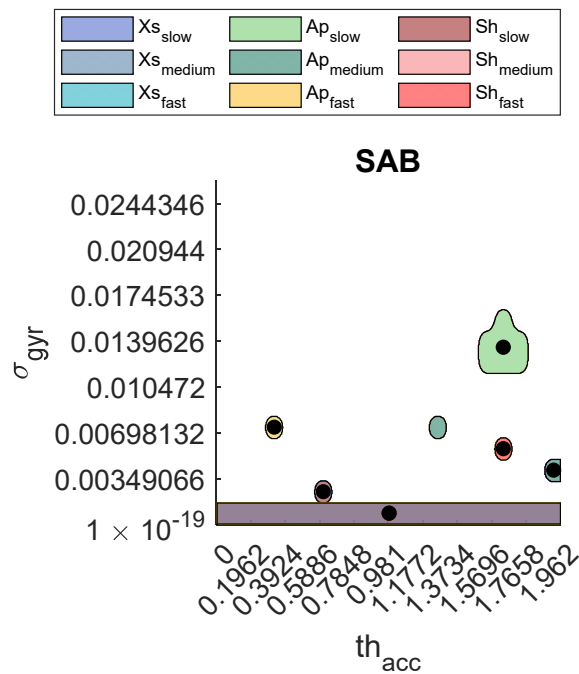 Xs_slow Ap_slow Sh_slow
Xs_medium Ap_medium Sh_medium
Xs_fast Ap_fast Sh_fast
SAB
0.0244346
0.020944
0.0174533
0.0139626
0.010472
0.00698132
0.00349066
1 × 10^-19
σ_gyr
0
0.1962
0.3924
0.5886
0.7848
0.981
1.1772
1.3734
1.5696
1.7658
1.962
th_acc